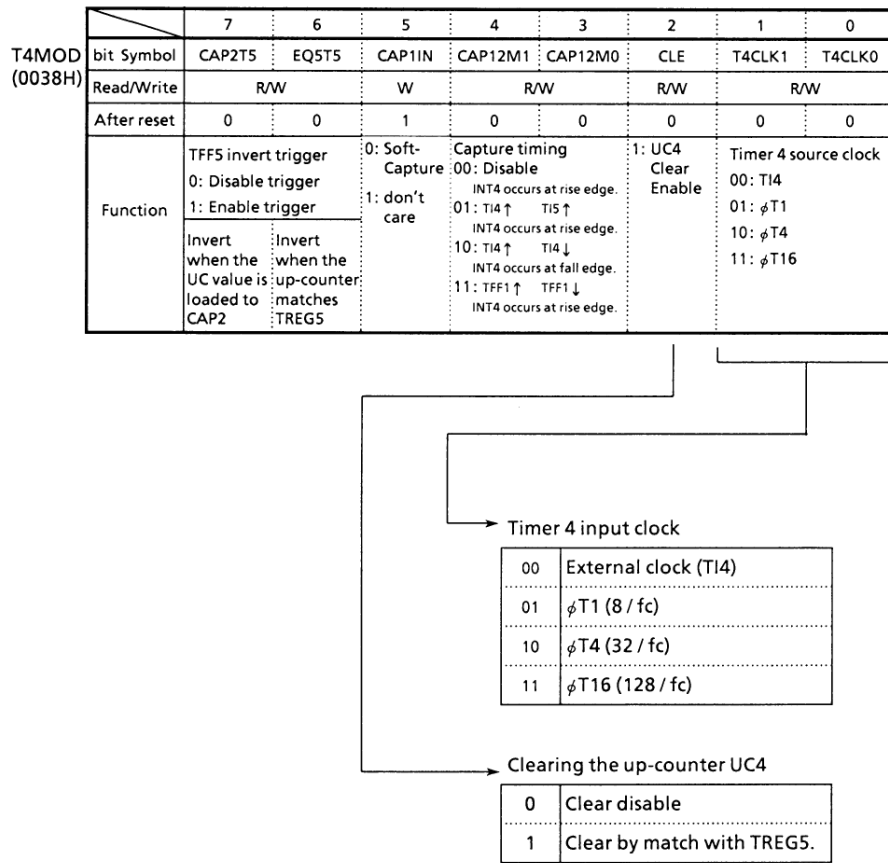 7 6 5 4 3 2 1 0
T4MOD (0038H)
bit Symbol CAP2T5 EQ5T5 CAP1IN CAP12M1 CAP12M0 CLE T4CLK1 T4CLK0
Read/Write R/W W R/W R/W R/W
After reset 0 0 1 0 0 0 0 0
Function
TFF5 invert trigger
0: Disable trigger
1: Enable trigger
Invert
when the
UC value is
loaded to
CAP2
Invert
when the
up-counter
matches
TREG5
0: Soft-
Capture
1: don't
care
Capture timing
00: Disable
INT4 occurs at rise edge.
01: TI4↑ TI5↑
INT4 occurs at rise edge.
10: TI4↑ TI4↓
INT4 occurs at fall edge.
11: TFF1↑ TFF1↓
INT4 occurs at rise edge.
1: UC4
Clear
Enable
Timer 4 source clock
00: TI4
01: ϕT1
10: ϕT4
11: ϕT16
Timer 4 input clock
00 External clock (TI4)
01 ϕT1 (8 / fc)
10 ϕT4 (32 / fc)
11 ϕT16 (128 / fc)
Clearing the up-counter UC4
0 Clear disable
1 Clear by match with TREG5.